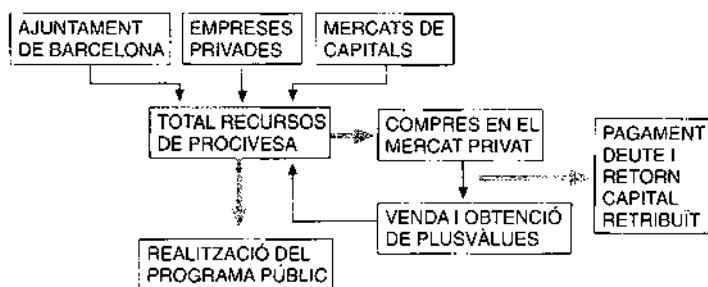 AJUNTAMENT
DE BARCELONA
EMPRESES
PRIVADES
MERCATS DE
CAPITALS
TOTAL RECURSOS
DE PROCIVESA
COMPRES EN EL
MERCAT PRIVAT
PAGAMENT
DEUTE I
RETORN
CAPITAL
RETRIBUÏT
VENDA I OBTENCIÓ
DE PLUSVÀLUES
REALITZACIÓ DEL
PROGRAMA PÚBLIC